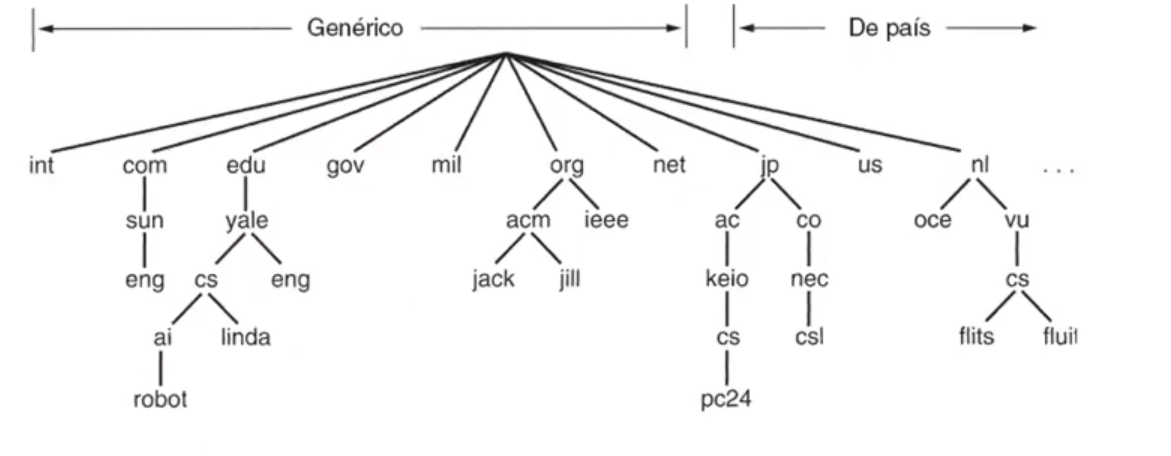 Genérico De país
int com edu gov mil org net jp us nl ...
sun yale acm ieee ac co oce vu
eng cs eng jack jill keio nec cs
ai linda cs csl flits fluit
robot pc24